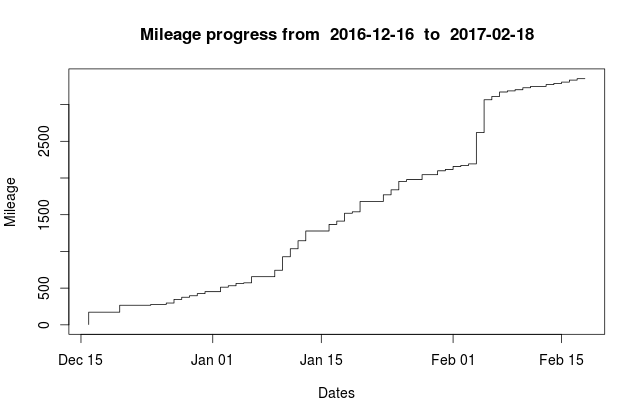 Mileage progress from 2016-12-16 to 2017-02-18
Mileage
2500
1500
500
0
Dec 15 Jan 01 Jan 15 Feb 01 Feb 15
Dates